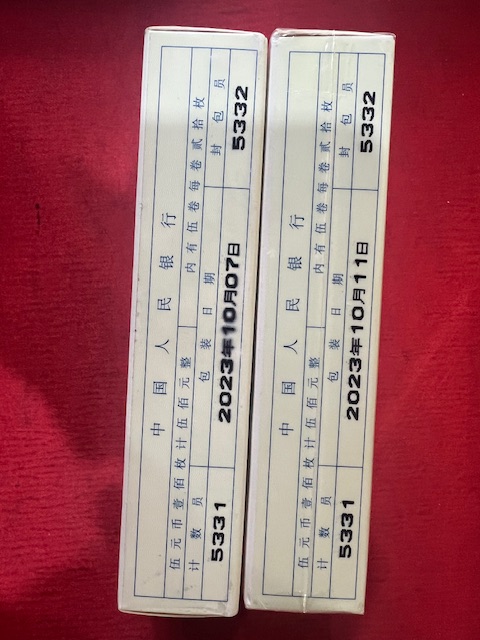 中国人民银行
伍元币壹佰枚计伍佰元整 内有伍卷每卷贰拾枚
计数员 包装日期 封包员
5331 2023年10月07日 5332
中国人民银行
伍元币壹佰枚计伍佰元整 内有伍卷每卷贰拾枚
计数员 包装日期 封包员
5331 2023年10月11日 5332